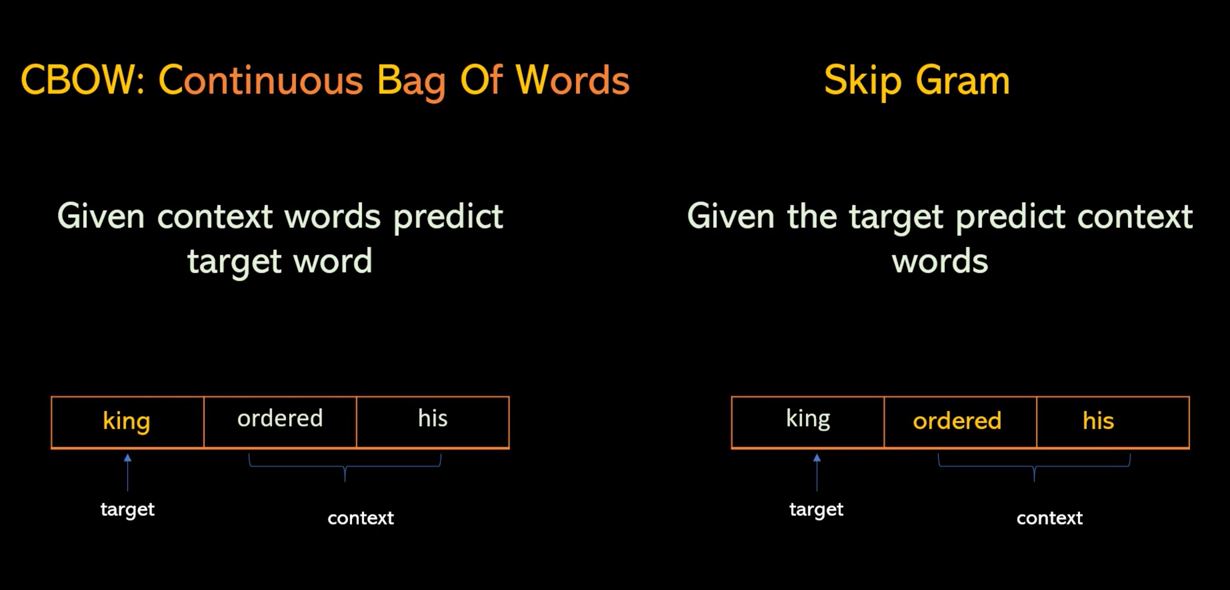 CBOW: Continuous Bag Of Words
Given context words predict
target word
king ordered his
target
context
Skip Gram
Given the target predict context
words
king ordered his
target
context